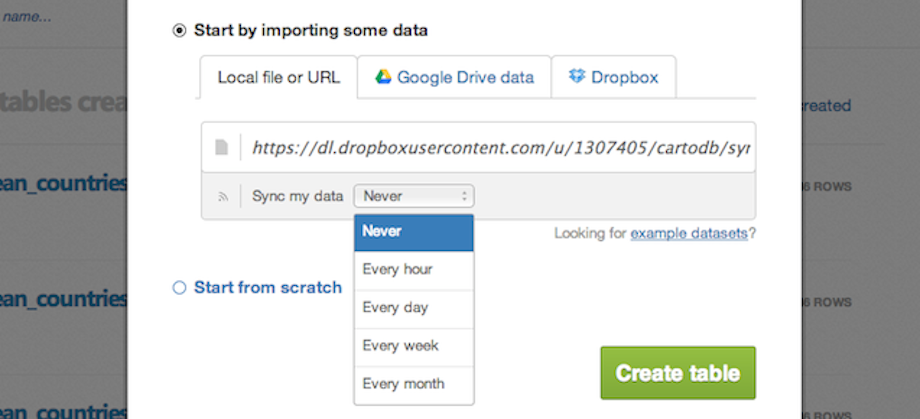 name...
Start by importing some data
Local file or URL
Google Drive data
Dropbox
tables crea
created
https://dl.dropboxusercontent.com/u/1307405/cartodb/syn
ean_countries
ROWS
Sync my data
Never
Never
Looking for example datasets?
Every hour
Start from scratch
ean_countries
ROWS
Every day
Every week
Create table
Every month
ean_countries
ROWS